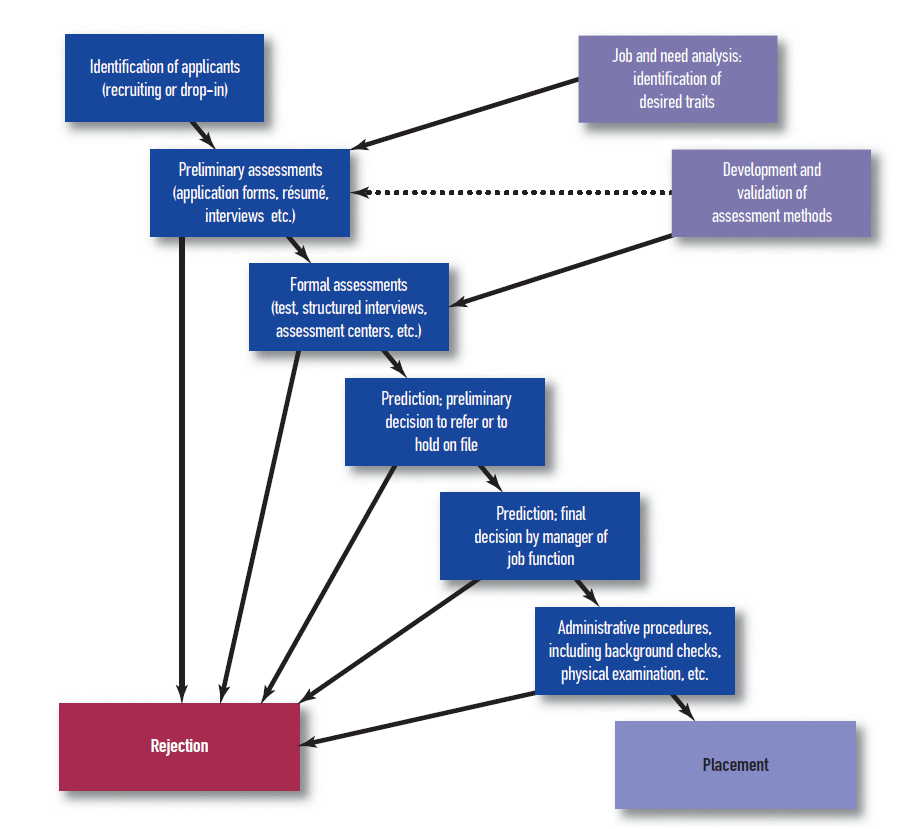 Identification of applicants
(recruiting or drop-in)
Job and need analysis:
identification of
desired traits
Preliminary assessments
(application forms, résumé,
interviews etc.)
Development and
validation of
assessment methods
Formal assessments
(test, structured interviews,
assessment centers, etc.)
Prediction; preliminary
decision to refer or to
hold on file
Prediction; final
decision by manager of
job function
Administrative procedures,
including background checks,
physical examination, etc.
Rejection
Placement